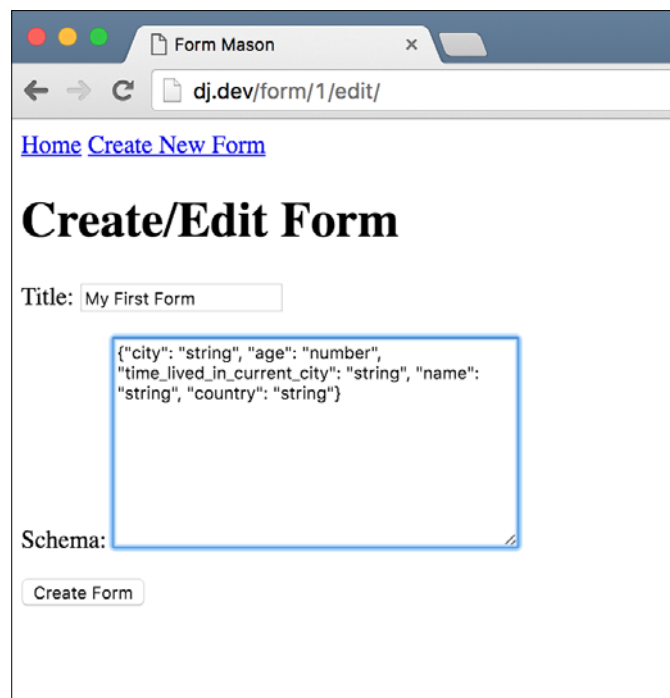 Form Mason
dj.dev/form/1/edit/
Home Create New Form
Create/Edit Form
Title: My First Form
{"city": "string", "age": "number",
"time_lived_in_current_city": "string", "name":
"string", "country": "string"}
Schema:
Create Form